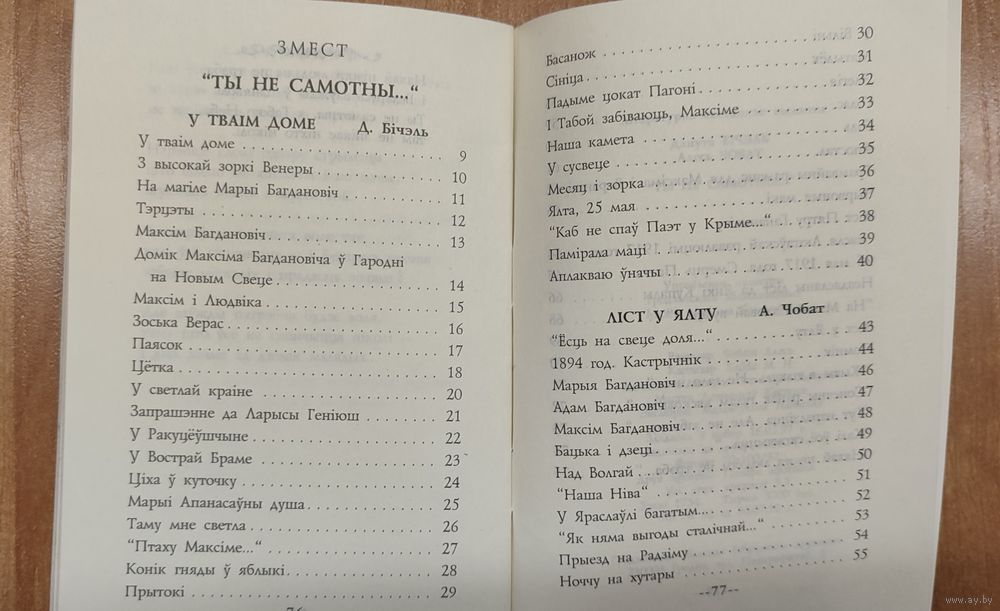 ЗМЕСТ
"ТЫ НЕ САМОТНЫ..."
У ТВАІМ ДОМЕ Д. Бічэль
У тваім доме 9
З высокай зоркі Венеры 10
На магіле Марыі Багдановіч 11
Тэрцэты 12
Максім Багдановіч 13
Домік Максіма Багдановіча ў Гародні
на Новым Свеце 14
Максім і Людвіка 15
Зоська Верас 16
Паясок 17
Цётка 18
У светлай краіне 20
Запрашэнне да Ларысы Геніюш 21
У Ракуцёўшчыне 22
У Вострай Браме 23
Ціха ў куточку 24
Марыі Апанасаўны душа 25
Таму мне светла 26
"Птаху Максіме..." 27
Конік гняды ў яблыкі 28
Прытокі 29
Басанож 30
Сініца 31
Падыме цокат Пагоні 32
І Табой забіваюць, Максіме 33
Наша камета 34
У сусвеце 35
Месяц і зорка 36
Ялта, 25 мая 37
"Каб не спаў Паэт у Крыме..." 38
Памірала маці 39
Аплакваю ўначы 40
ЛІСТ У ЯЛТУ А. Чобат
"Ёсць на свеце доля..." 43
1894 год. Кастрычнік 44
Марыя Багдановіч 46
Адам Багдановіч 47
Максім Багдановіч 48
Бацька і дзеці 49
Над Волгай 50
"Наша Ніва" 51
У Яраслаўлі багатым... 52
"Як няма выгоды сталічнай..." 53
Прыезд на Радзіму 54
Ноччу на хутары 55
--77--
www.ay.by